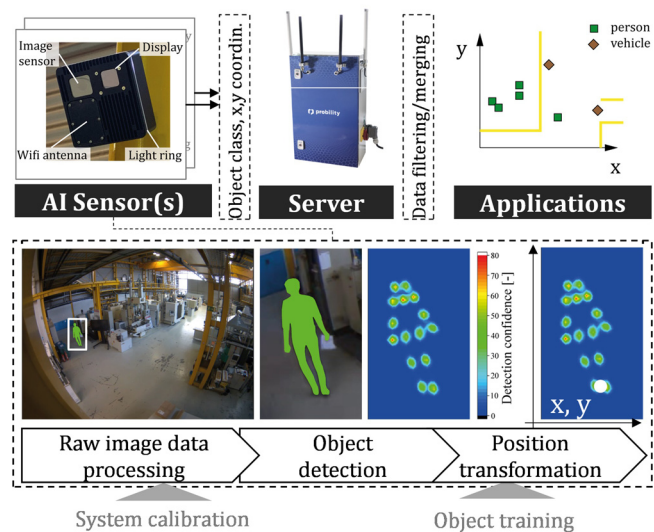 Image
sensor
Display
Wifi antenna
Light ring
AI Sensor(s)
Object class, x,y coordin.
probility
Server
Data filtering/merging
y
person
vehicle
x
Applications
80
70
60
50
40
30
20
10
0
Detection confidence [-]
x, y
Raw image data
processing
Object
detection
Position
transformation
System calibration
Object training